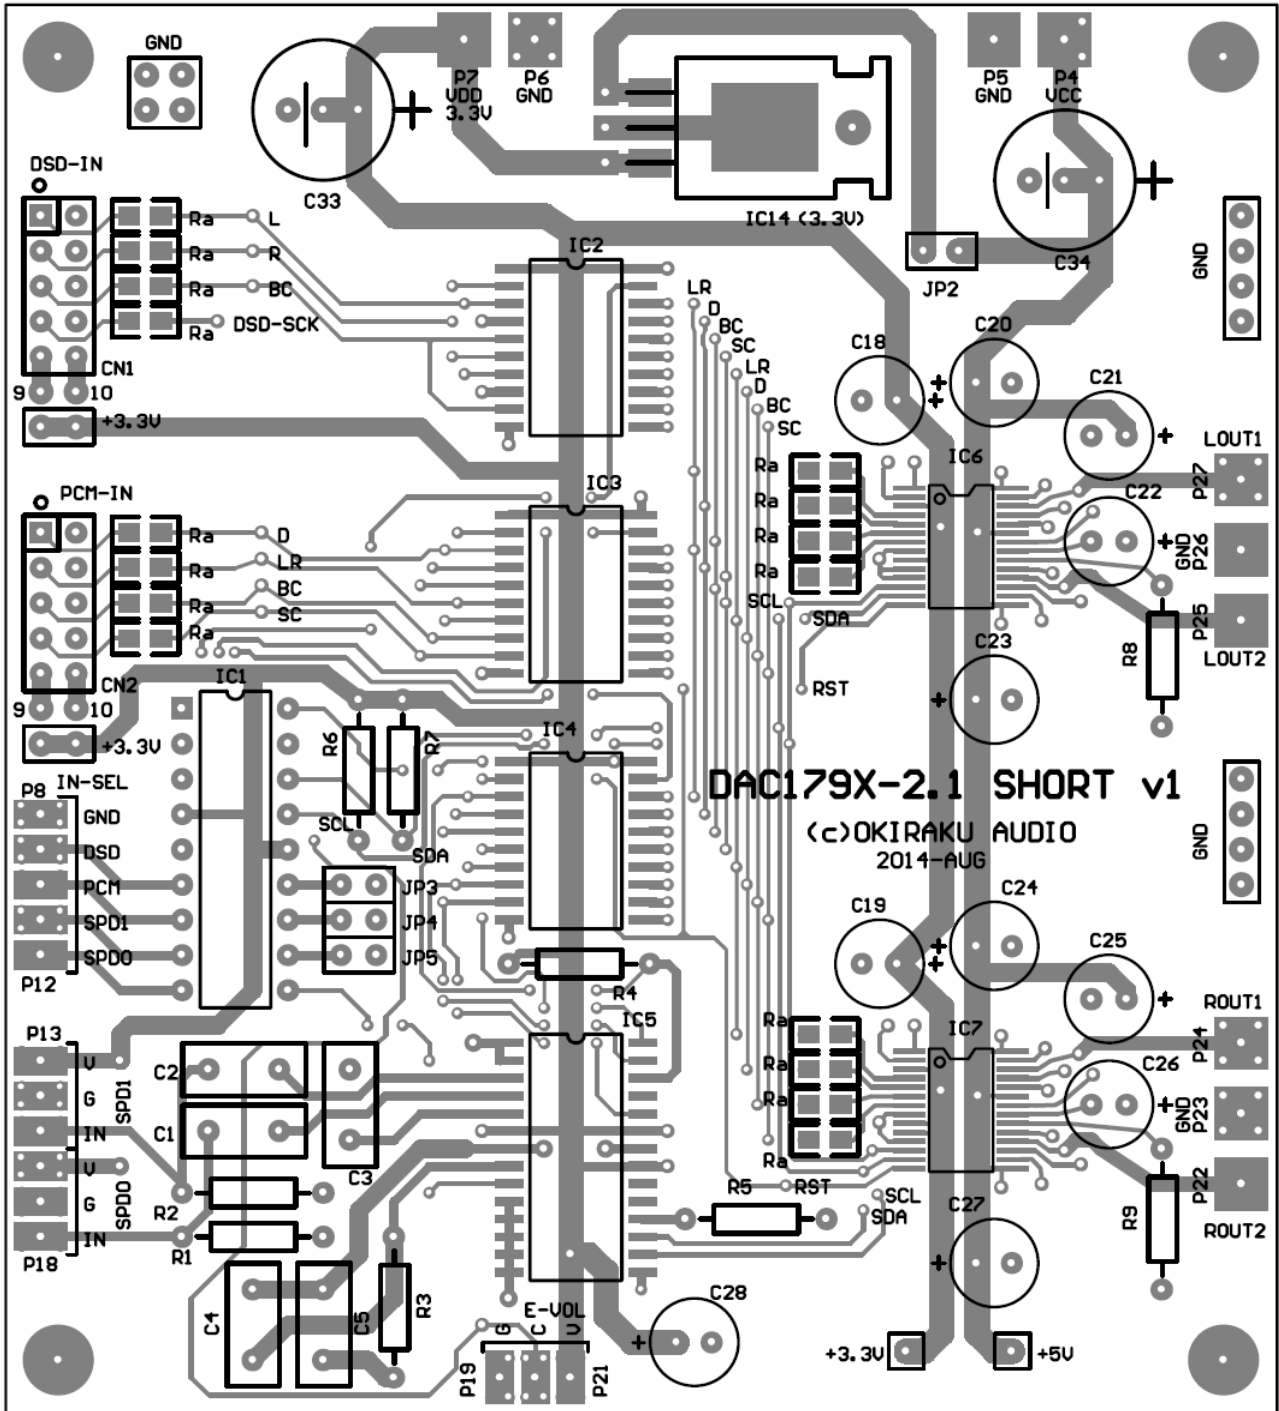 GND
P7
VDD
3.3V
P6
GND
P5
GND
P4
VCC
C33
IC14(3.3V)
C34
JP2
GND
DSD-IN
Ra
L
Ra
R
Ra
BC
Ra
DSD-SCK
CN1
9
10
+3.3V
IC2
LR
D
BC
SC
LR
D
BC
SC
C18
C20
C21
LOUT1
P27
C22
GND
P26
P25
LOUT2
R8
IC6
Ra
Ra
Ra
Ra
SCL
SDA
RST
C23
PCM-IN
Ra
D
Ra
LR
Ra
BC
Ra
SC
CN2
9
10
+3.3V
IC3
IC1
R6
R7
SCL
SDA
IC4
DAC179X-2.1 SHORT v1
(c)OKIRAKU AUDIO
2014-AUG
GND
P8
IN-SEL
GND
DSD
PCM
SPD1
SPD0
P12
JP3
JP4
JP5
R4
C19
C24
C25
ROUT1
P24
C26
GND
P23
P22
ROUT2
R9
IC7
Ra
Ra
Ra
Ra
IC5
P13
V
G
IN
SPD1
V
G
IN
SPD0
P18
C2
C1
C3
R2
R1
R5
RST
SCL
SDA
C27
C4
C5
R3
E-VOL
G
C
V
P19
P21
C28
+3.3V
+5V